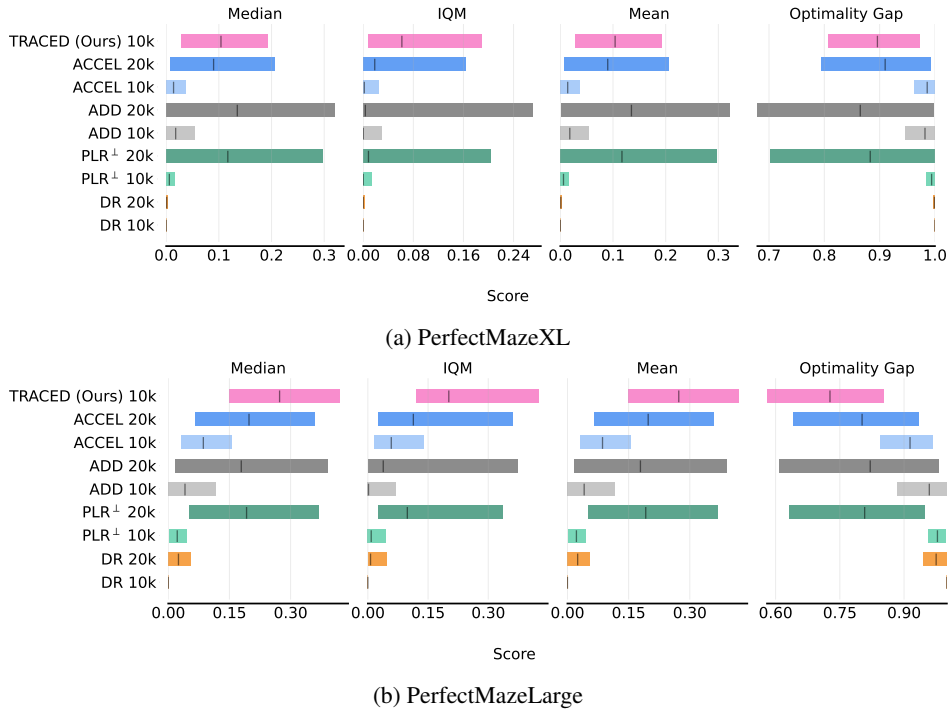 Median IQM Mean Optimality Gap
TRACED (Ours) 10k
ACCEL 20k
ACCEL 10k
ADD 20k
ADD 10k
PLR⊥ 20k
PLR⊥ 10k
DR 20k
DR 10k
0.0 0.1 0.2 0.3 0.00 0.08 0.16 0.24 0.0 0.1 0.2 0.3 0.7 0.8 0.9 1.0
Score
(a) PerfectMazeXL
Median IQM Mean Optimality Gap
TRACED (Ours) 10k
ACCEL 20k
ACCEL 10k
ADD 20k
ADD 10k
PLR⊥ 20k
PLR⊥ 10k
DR 20k
DR 10k
0.00 0.15 0.30 0.00 0.15 0.30 0.00 0.15 0.30 0.60 0.75 0.90
Score
(b) PerfectMazeLarge